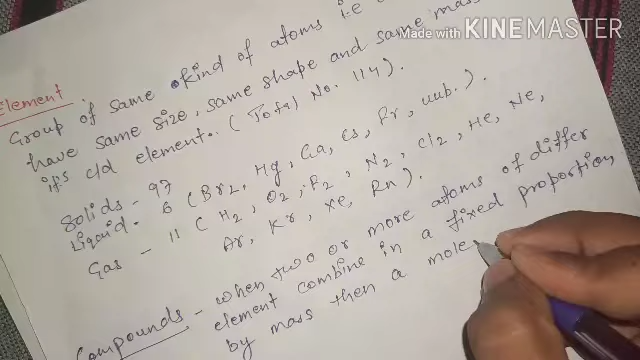 Made with KINEMASTER
Element
Group of same kind of atoms i.e
have same size, same shape and same mass
it's c/d element.. (Total No. 114).
Solids - 97
Liquid - 6 (Br2, Hg, Ga, Cs, Fr, uub.).
Gas - 11 (H2, O2, F2, N2, Cl2, He, Ne,
Ar, Kr, Xe, Rn).
Compounds - when two or more atoms of differ
element combine in a fixed proportion,
by mass then a mole